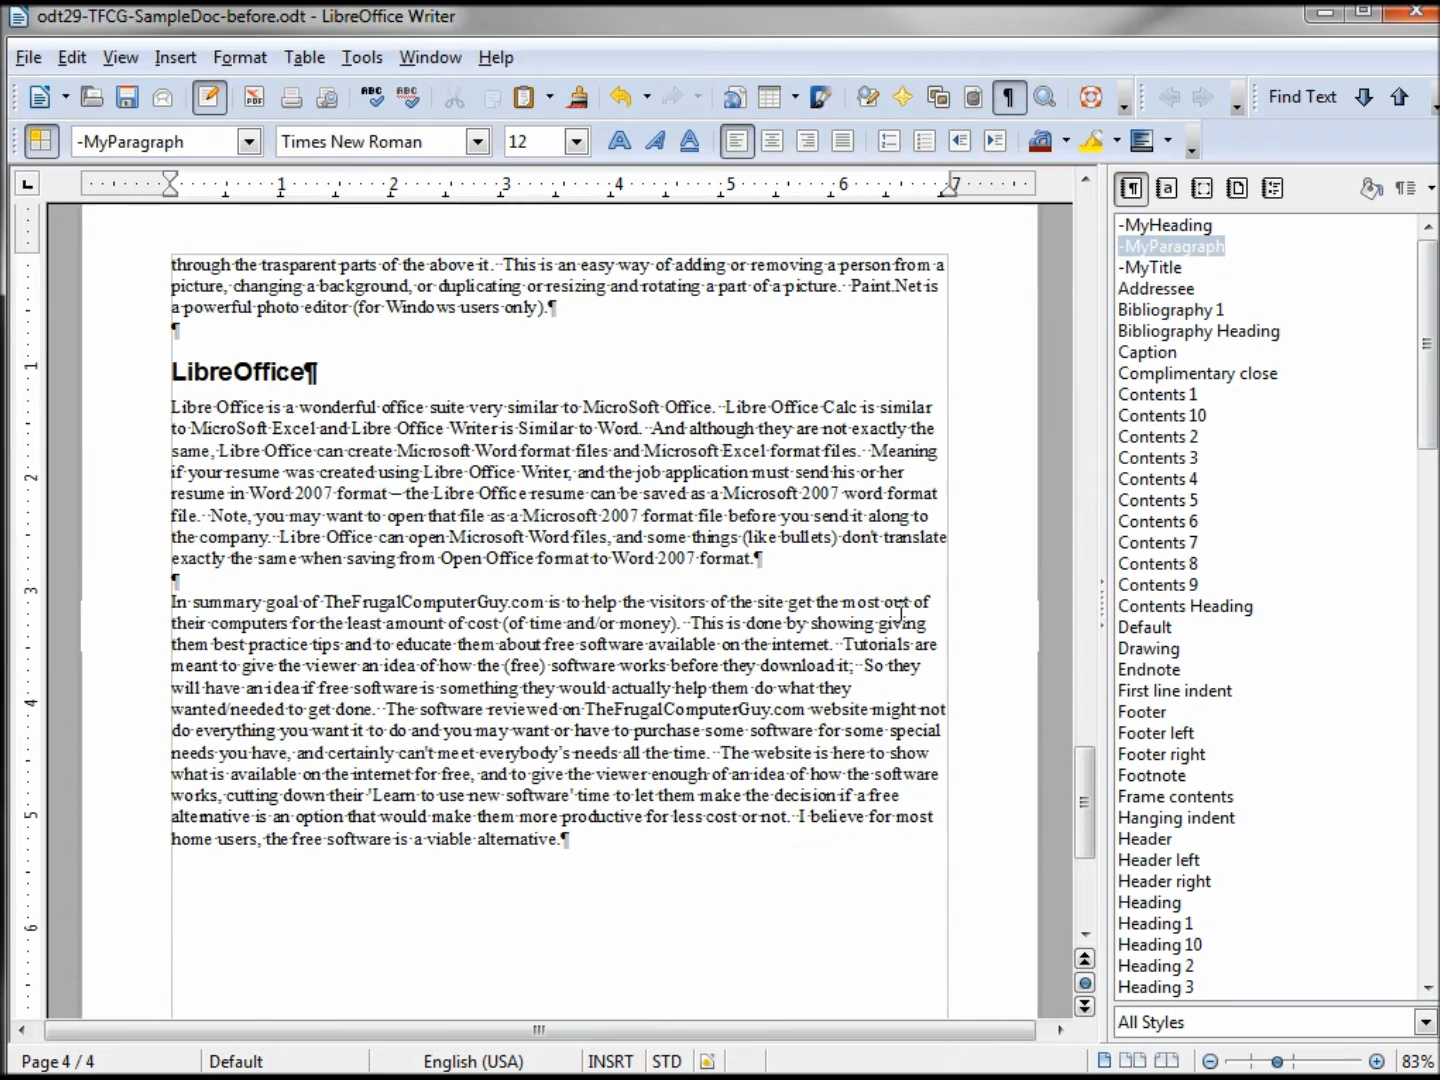 odt29-TFCG-SampleDoc-before.odt - LibreOffice Writer
File Edit View Insert Format Table Tools Window Help
Find Text
-MyParagraph Times New Roman 12
1 2 3 4 5 6 7
through the trasparent parts of the above it.  This is an easy way of adding or removing a person from a
picture, changing a background, or duplicating or resizing and rotating a part of a picture.  Paint.Net is
a powerful photo editor (for Windows users only).¶
¶
LibreOffice¶
Libre Office is a wonderful office suite very similar to MicroSoft Office.  Libre Office Calc is similar
to MicroSoft Excel and Libre Office Writer is Similar to Word.  And although they are not exactly the
same, Libre Office can create Microsoft Word format files and Microsoft Excel format files.  Meaning
if your resume was created using Libre Office Writer, and the job application must send his or her
resume in Word 2007 format – the Libre Office resume can be saved as a Microsoft 2007 word format
file.  Note, you may want to open that file as a Microsoft 2007 format file before you send it along to
the company.  Libre Office can open Microsoft Word files, and some things (like bullets) don't translate
exactly the same when saving from Open Office format to Word 2007 format.¶
¶
In summary goal of TheFrugalComputerGuy.com is to help the visitors of the site get the most out of
their computers for the least amount of cost (of time and/or money).  This is done by showing giving
them best practice tips and to educate them about free software available on the internet.  Tutorials are
meant to give the viewer an idea of how the (free) software works before they download it;  So they
will have an idea if free software is something they would actually help them do what they
wanted/needed to get done.  The software reviewed on TheFrugalComputerGuy.com website might not
do everything you want it to do and you may want or have to purchase some software for some special
needs you have, and certainly can't meet everybody's needs all the time.  The website is here to show
what is available on the internet for free, and to give the viewer enough of an idea of how the software
works, cutting down their 'Learn to use new software' time to let them make the decision if a free
alternative is an option that would make them more productive for less cost or not.  I believe for most
home users, the free software is a viable alternative.¶
1
2
3
4
5
6
-MyHeading
-MyParagraph
-MyTitle
Addressee
Bibliography 1
Bibliography Heading
Caption
Complimentary close
Contents 1
Contents 10
Contents 2
Contents 3
Contents 4
Contents 5
Contents 6
Contents 7
Contents 8
Contents 9
Contents Heading
Default
Drawing
Endnote
First line indent
Footer
Footer left
Footer right
Footnote
Frame contents
Hanging indent
Header
Header left
Header right
Heading
Heading 1
Heading 10
Heading 2
Heading 3
All Styles
Page 4 / 4 Default English (USA) INSRT STD 83%